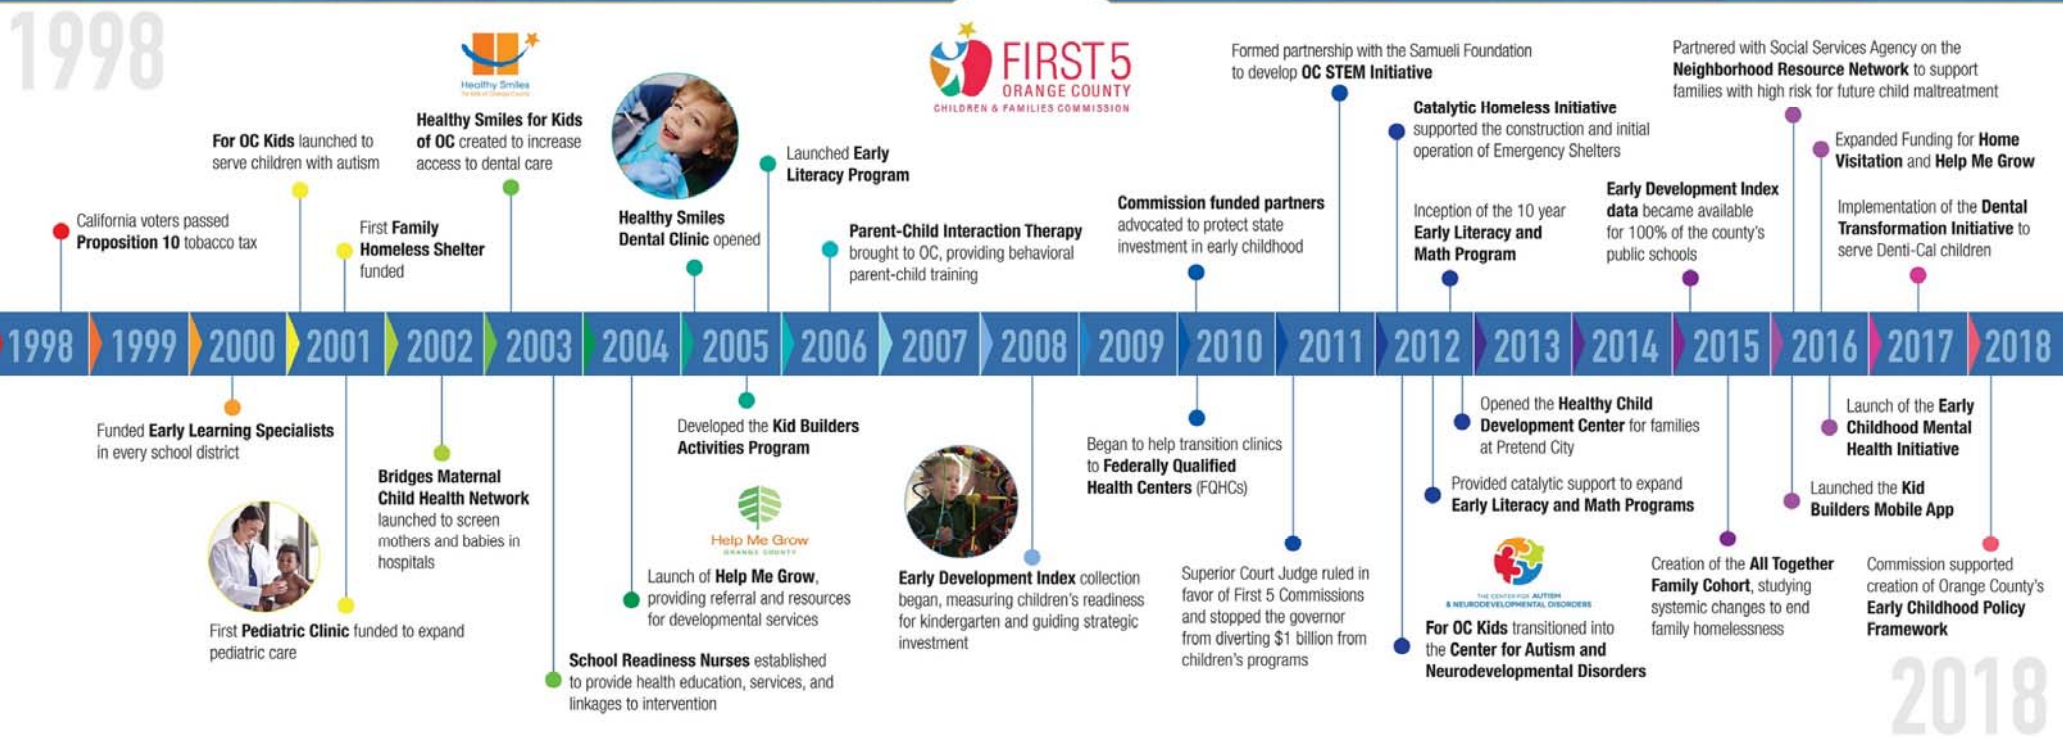 1998
Healthy Smiles
FIRST 5
ORANGE COUNTY
CHILDREN & FAMILIES COMMISSION
California voters passed
Proposition 10 tobacco tax
For OC Kids launched to
serve children with autism
First Family
Homeless Shelter
funded
Healthy Smiles for Kids
of OC created to increase
access to dental care
Healthy Smiles
Dental Clinic opened
Launched Early
Literacy Program
Parent-Child Interaction Therapy
brought to OC, providing behavioral
parent-child training
Commission funded partners
advocated to protect state
investment in early childhood
Formed partnership with the Samueli Foundation
to develop OC STEM Initiative
Catalytic Homeless Initiative
supported the construction and initial
operation of Emergency Shelters
Inception of the 10 year
Early Literacy and
Math Program
Early Development Index
data became available
for 100% of the county's
public schools
Partnered with Social Services Agency on the
Neighborhood Resource Network to support
families with high risk for future child maltreatment
Expanded Funding for Home
Visitation and Help Me Grow
Implementation of the Dental
Transformation Initiative to
serve Denti-Cal children
1998 1999 2000 2001 2002 2003 2004 2005 2006 2007 2008 2009 2010 2011 2012 2013 2014 2015 2016 2017 2018
Funded Early Learning Specialists
in every school district
First Pediatric Clinic funded to expand
pediatric care
Bridges Maternal
Child Health Network
launched to screen
mothers and babies in
hospitals
School Readiness Nurses established
to provide health education, services, and
linkages to intervention
Help Me Grow
ORANGE COUNTY
Launch of Help Me Grow,
providing referral and resources
for developmental services
Developed the Kid Builders
Activities Program
Early Development Index collection
began, measuring children's readiness
for kindergarten and guiding strategic
investment
Began to help transition clinics
to Federally Qualified
Health Centers (FQHCs)
Superior Court Judge ruled in
favor of First 5 Commissions
and stopped the governor
from diverting $1 billion from
children's programs
Opened the Healthy Child
Development Center for families
at Pretend City
Provided catalytic support to expand
Early Literacy and Math Programs
THE CENTER FOR AUTISM
& NEURODEVELOPMENTAL DISORDERS
For OC Kids transitioned into
the Center for Autism and
Neurodevelopmental Disorders
Creation of the All Together
Family Cohort, studying
systemic changes to end
family homelessness
Launch of the Early
Childhood Mental
Health Initiative
Launched the Kid
Builders Mobile App
Commission supported
creation of Orange County's
Early Childhood Policy
Framework
2018